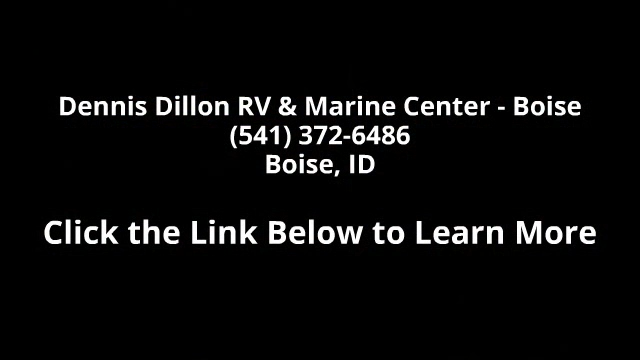 Dennis Dillon RV & Marine Center - Boise
(541) 372-6486
Boise, ID
Click the Link Below to Learn More